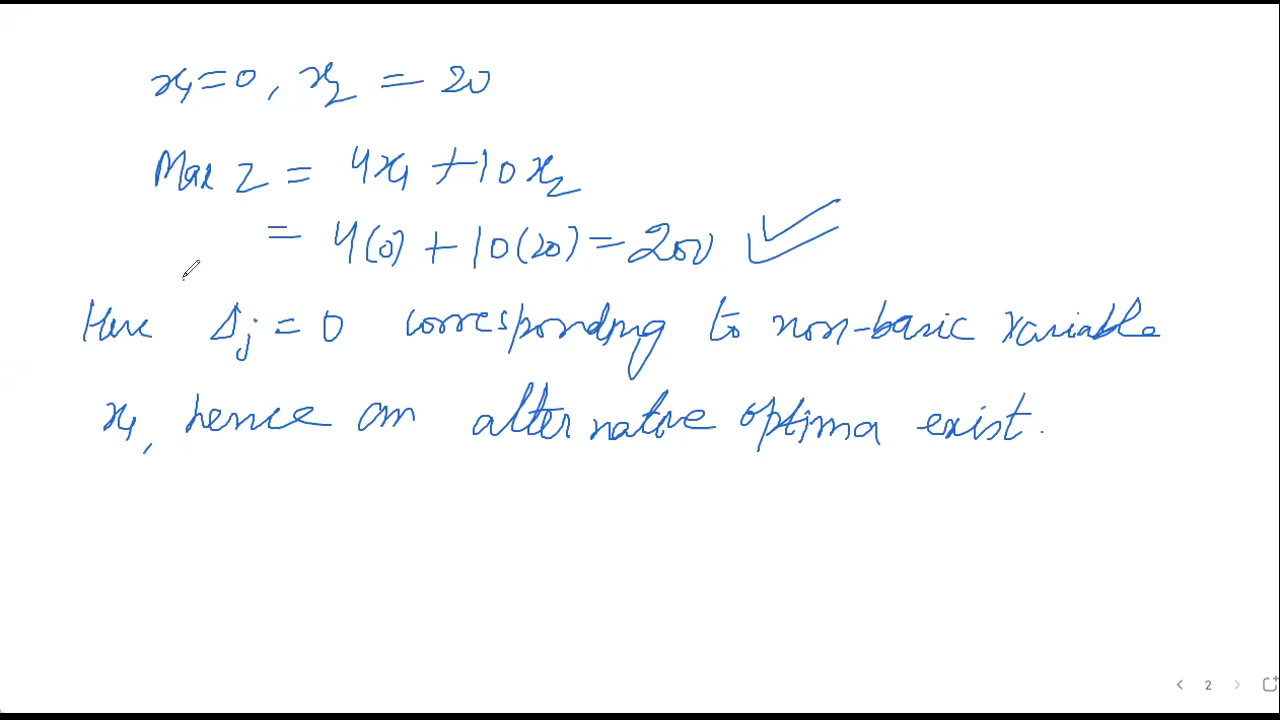 x₁=0, x₂ = 20
Max Z = 4x₁ + 10x₂
= 4(0) + 10(20) = 200
Here Δj = 0 corresponding to non-basic variable
x₁, hence an alternative optima exist.
2